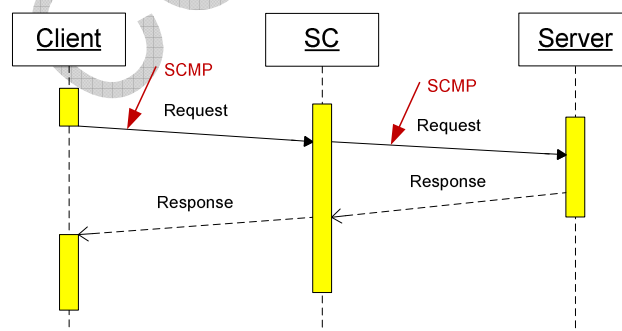 Client
SC
Server
SCMP
SCMP
Request
Request
Response
Response